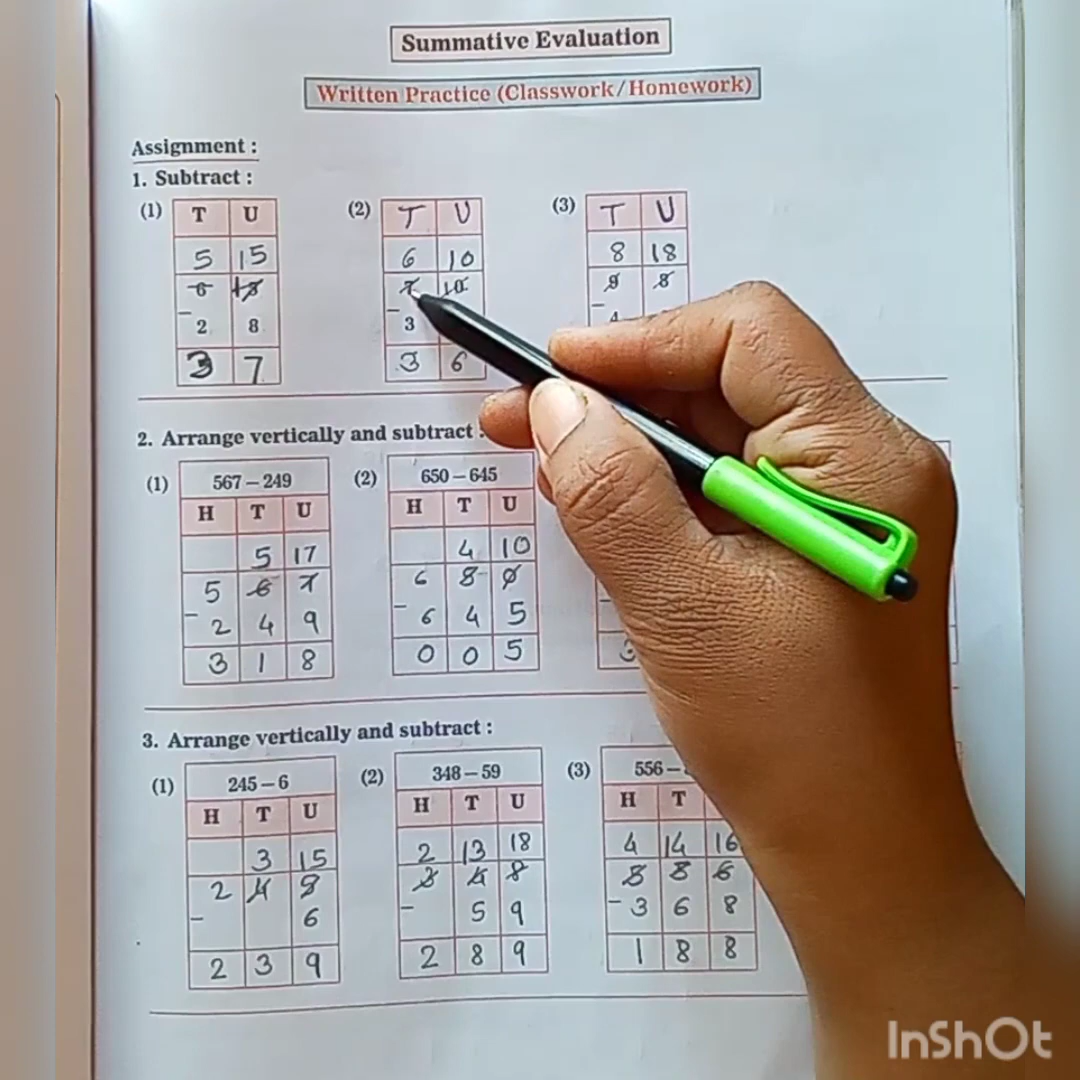 Summative Evaluation
Written Practice (Classwork/Homework)
Assignment :
1. Subtract :
(1) T U (2) T U (3) T U
5 15 6 10 8 18
6 15 7 10 9 8
- 2 8 - 3 - 4
3 7 3 6
2. Arrange vertically and subtract :
(1) 567 – 249 (2) 650 – 645
H T U H T U
5 17 4 10
5 6 7 6 5 0
- 2 4 9 - 6 4 5 -
3 1 8 0 0 5 3
3. Arrange vertically and subtract :
(1) 245 – 6 (2) 348 – 59 (3) 556 –
H T U H T U H T
3 15 2 13 18 4 14 16
2 4 5 3 4 8 5 5 6
- 6 - 5 9 - 3 6 8
2 3 9 2 8 9 1 8 8
InShOt